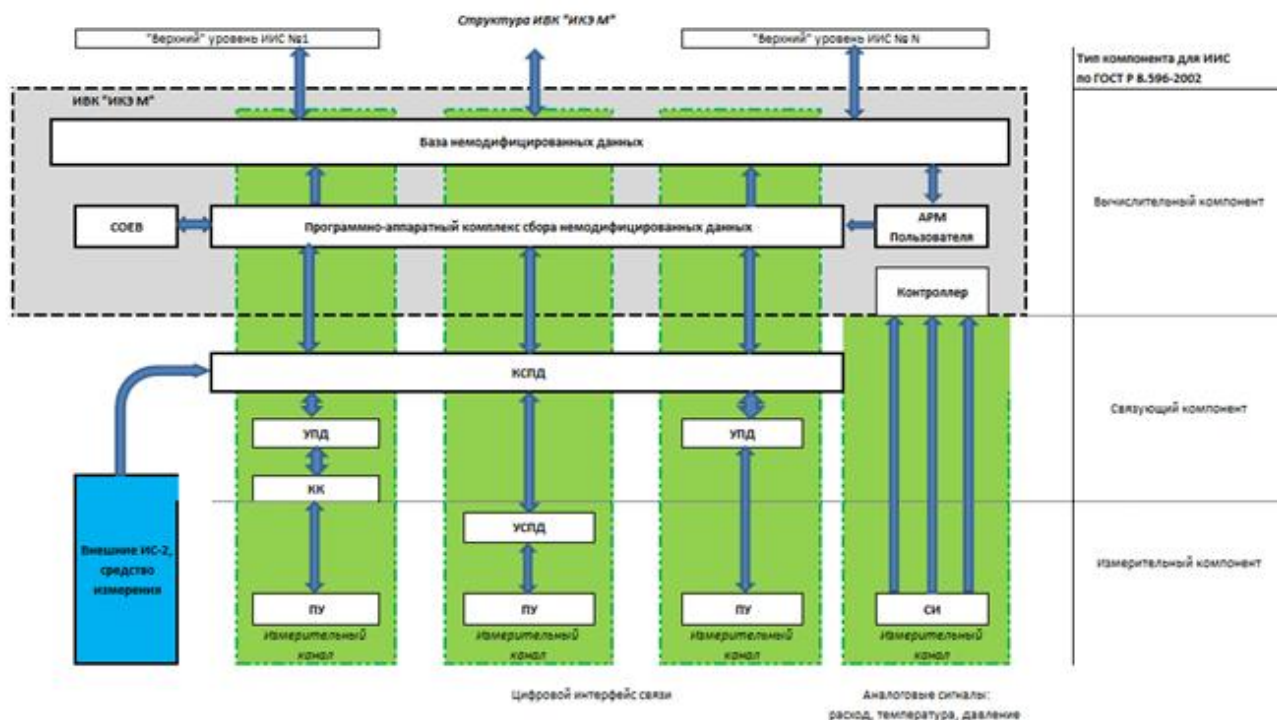 Структура ИВК "ИКЭ М"
"Верхний" уровень ИИС №1
"Верхний" уровень ИИС № N
Тип компонента для ИИС
по ГОСТ Р 8.596-2002
ИВК "ИКЭ М"
База немодифицированных данных
СОЕВ
Программно-аппаратный комплекс сбора немодифицированных данных
АРМ
Пользователя
Вычислительный компонент
Контроллер
КСПД
УПД
УПД
Связующий компонент
КК
УСПД
Внешние ИС-2,
средство
измерения
Измерительный компонент
ПУ
ПУ
ПУ
СИ
Измерительный
канал
Измерительный
канал
Измерительный
канал
Измерительный
канал
Цифровой интерфейс связи
Аналоговые сигналы:
расход, температура, давление